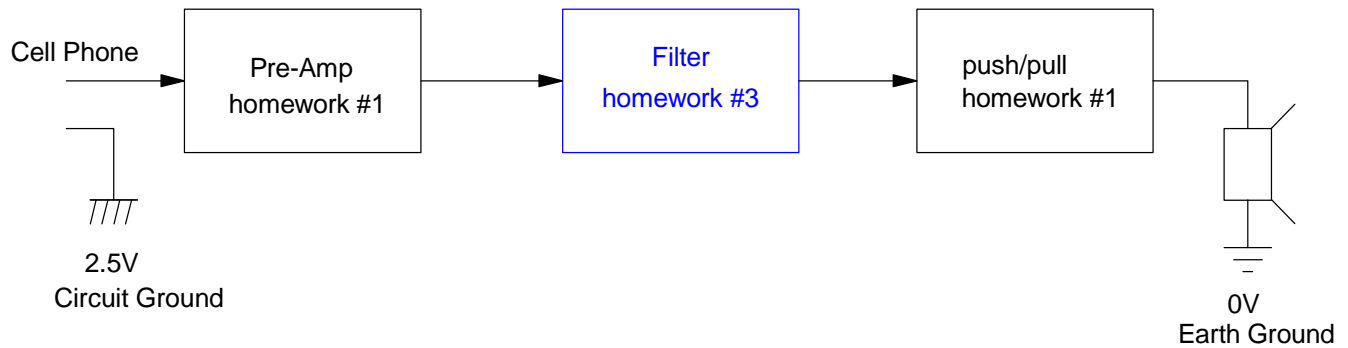 Cell Phone
Pre-Amp
homework #1
Filter
homework #3
push/pull
homework #1
2.5V
Circuit Ground
0V
Earth Ground